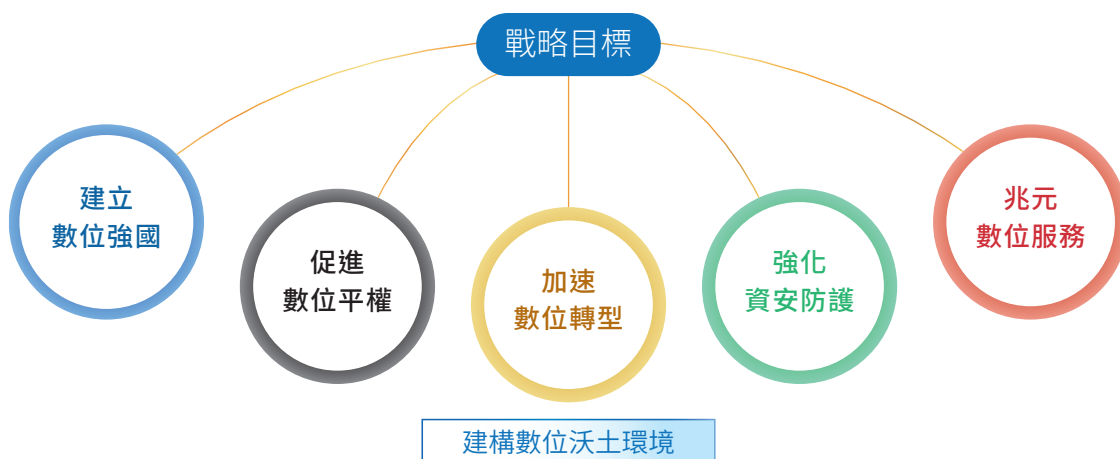 戰略目標
建立
數位強國
促進
數位平權
加速
數位轉型
強化
資安防護
兆元
數位服務
建構數位沃土環境